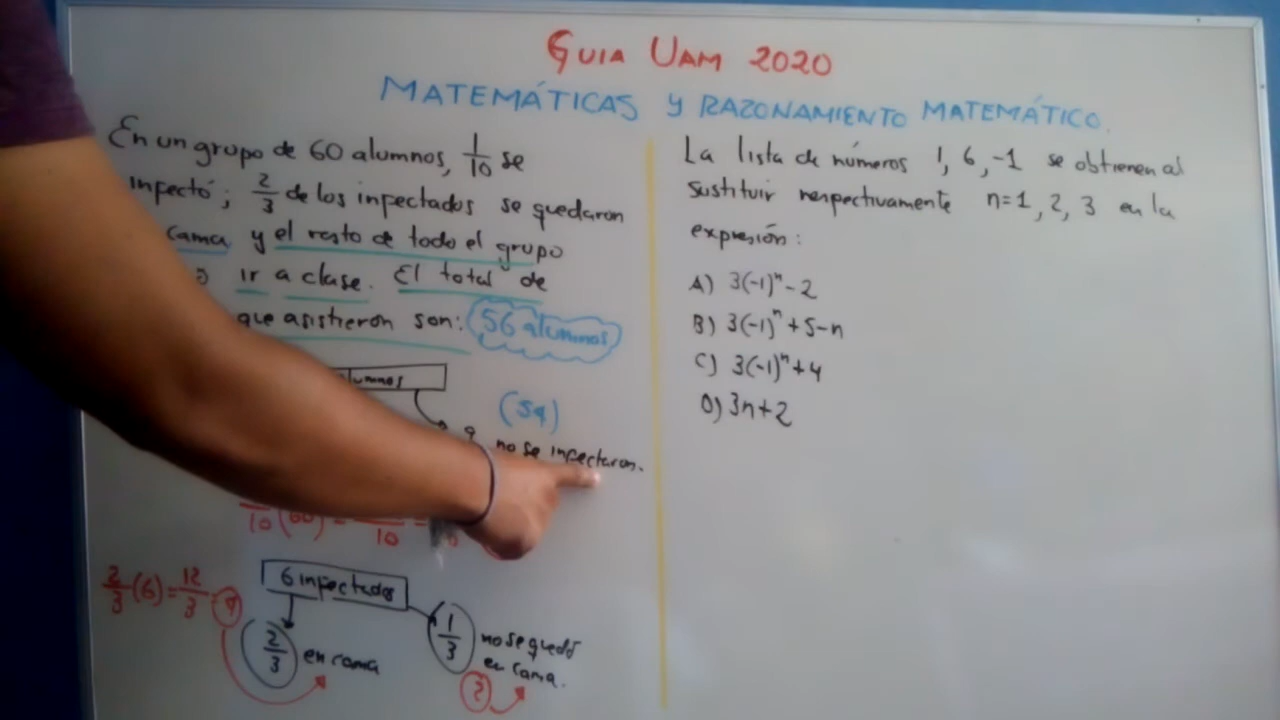 GUIA UAM 2020
MATEMÁTICAS Y RAZONAMIENTO MATEMÁTICO.
En un grupo de 60 alumnos, 1/10 se
infectó; 2/3 de los infectados se quedaron
cama y el resto de todo el grupo
ir a clase. El total de
que asistieron son: 56 alumnos
(54)
no se infectaron.
10 (60) =
10
6 infectados
2/3 (6) = 12/3
2/3 en cama
1/3 no se quedó
en cama.
La lista de números 1, 6, -1 se obtienen al
sustituir respectivamente n=1, 2, 3 en la
expresión:
A) 3(-1)ⁿ - 2
B) 3(-1)ⁿ + 5 - n
C) 3(-1)ⁿ + 4
D) 3n + 2